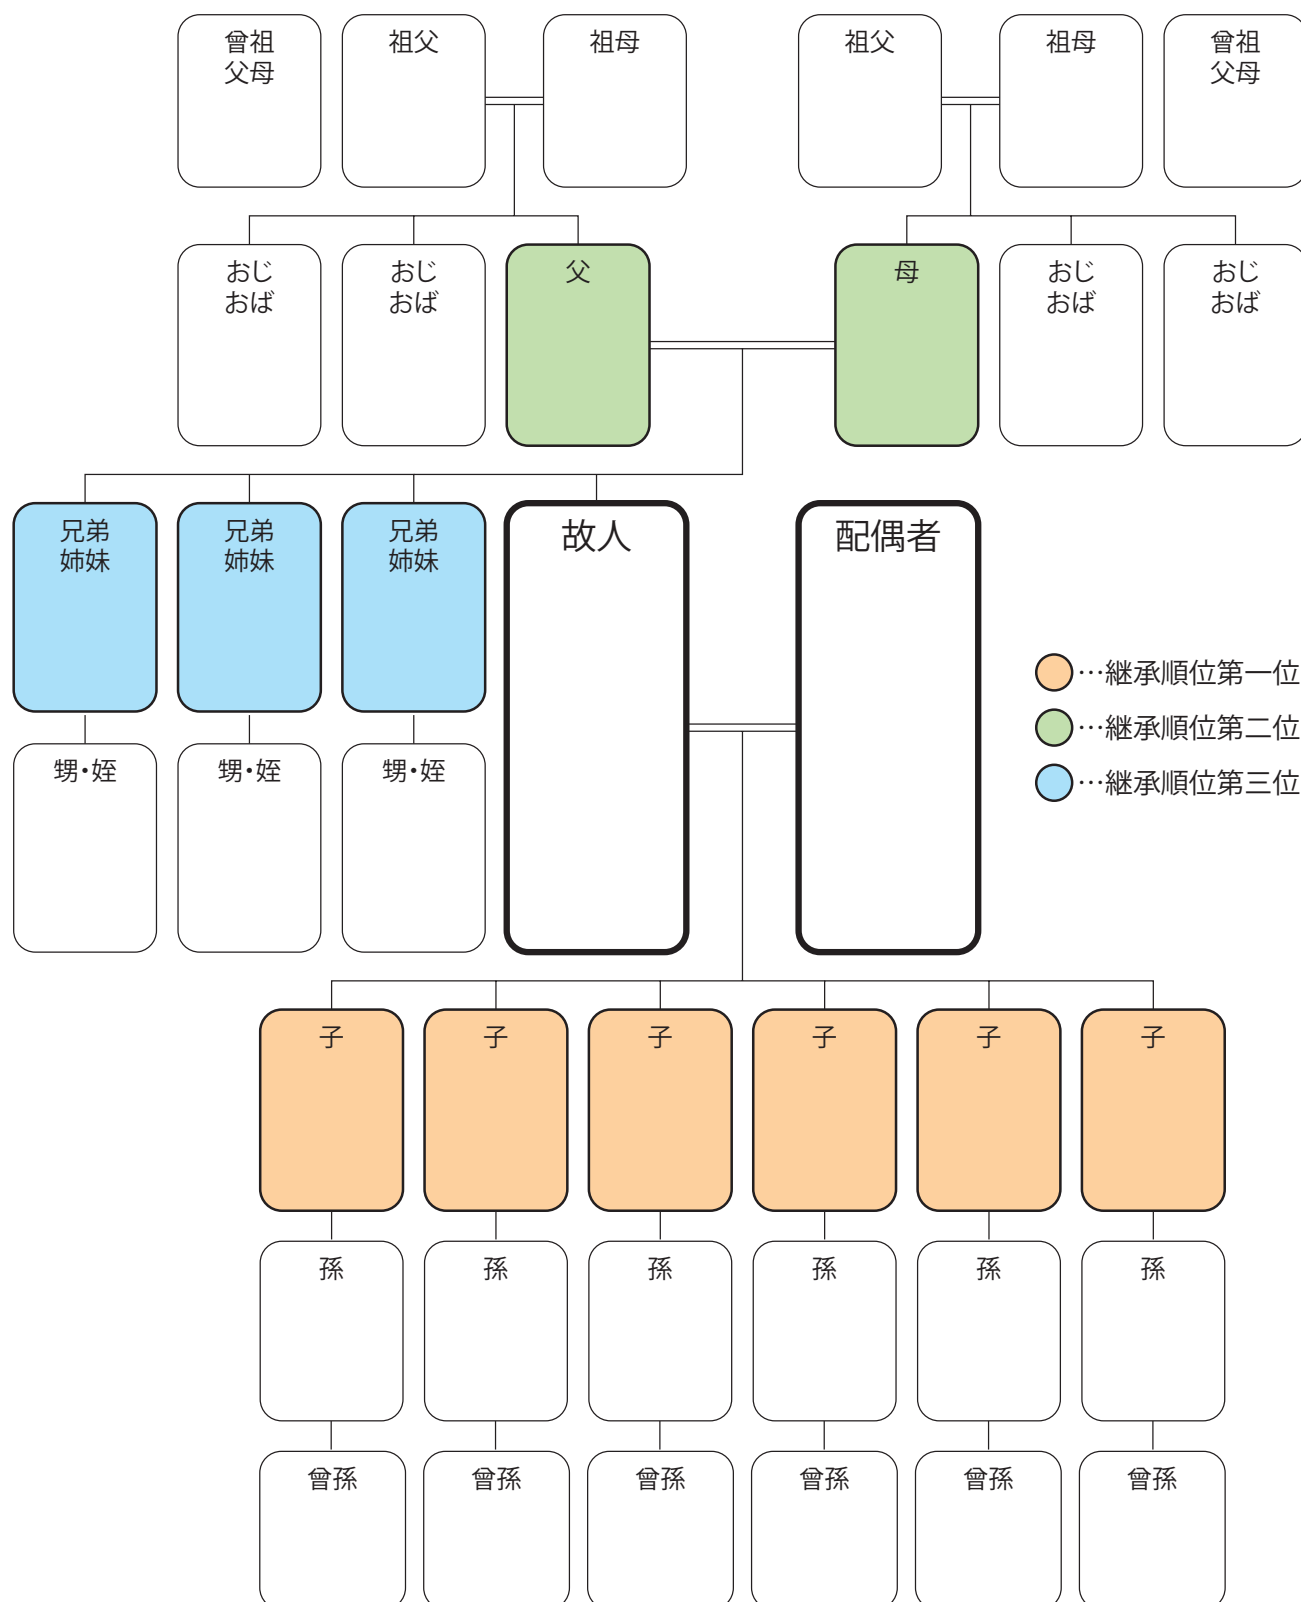 曾祖
父母
祖父
祖母
祖父
祖母
曾祖
父母
おじ
おば
おじ
おば
父
母
おじ
おば
おじ
おば
兄弟
姉妹
兄弟
姉妹
兄弟
姉妹
故人
配偶者
…継承順位第一位
…継承順位第二位
…継承順位第三位
甥・姪
甥・姪
甥・姪
子
子
子
子
子
子
孫
孫
孫
孫
孫
孫
曾孫
曾孫
曾孫
曾孫
曾孫
曾孫